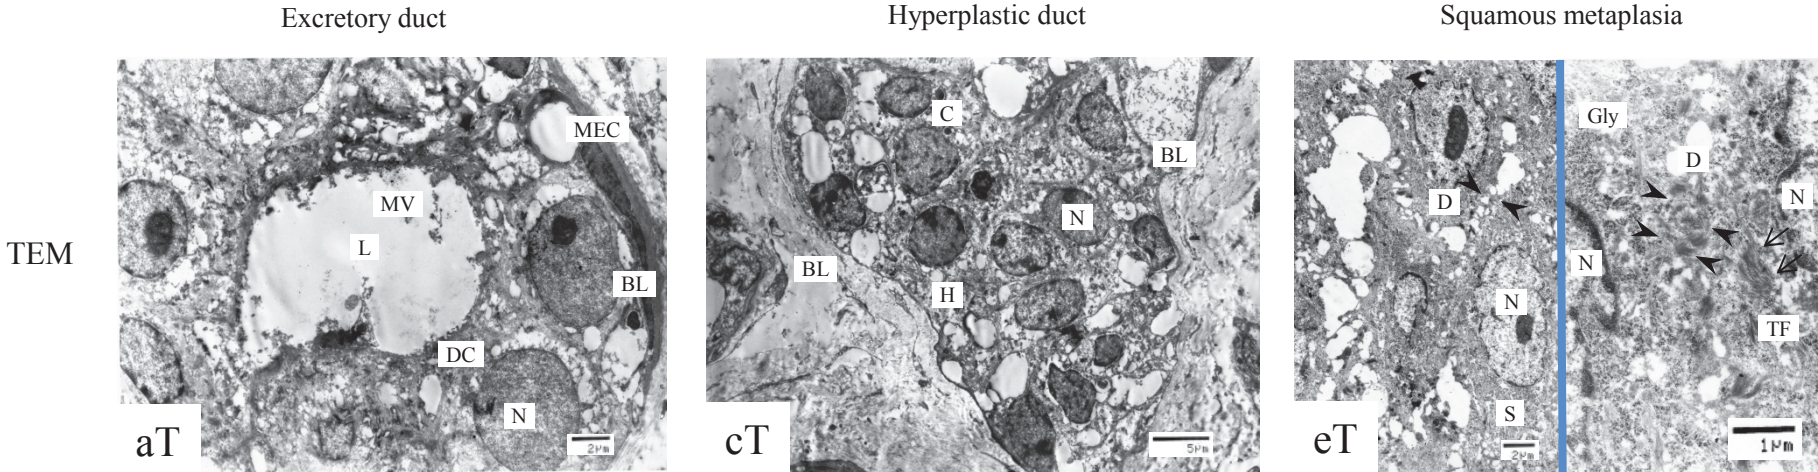 Excretory duct
Hyperplastic duct
Squamous metaplasia
TEM
MEC
MV
L
BL
DC
N
aT
2µm
C
BL
N
BL
H
cT
5µm
D
N
S
eT
2µm
Gly
D
N
N
TF
1µm